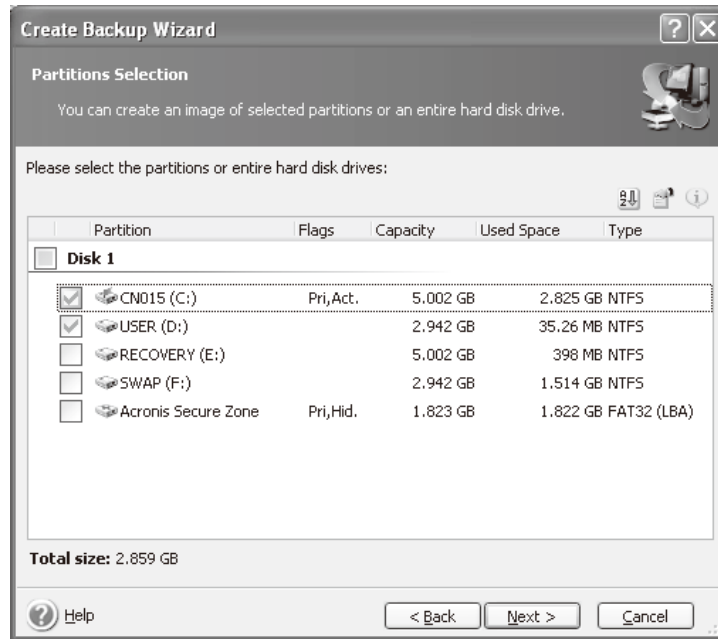 Create Backup Wizard
Partitions Selection
You can create an image of selected partitions or an entire hard disk drive.
Please select the partitions or entire hard disk drives:
Partition Flags Capacity Used Space Type
Disk 1
CN015 (C:) Pri,Act. 5.002 GB 2.825 GB NTFS
USER (D:) 2.942 GB 35.26 MB NTFS
RECOVERY (E:) 5.002 GB 398 MB NTFS
SWAP (F:) 2.942 GB 1.514 GB NTFS
Acronis Secure Zone Pri,Hid. 1.823 GB 1.822 GB FAT32 (LBA)
Total size: 2.859 GB
Help < Back Next > Cancel